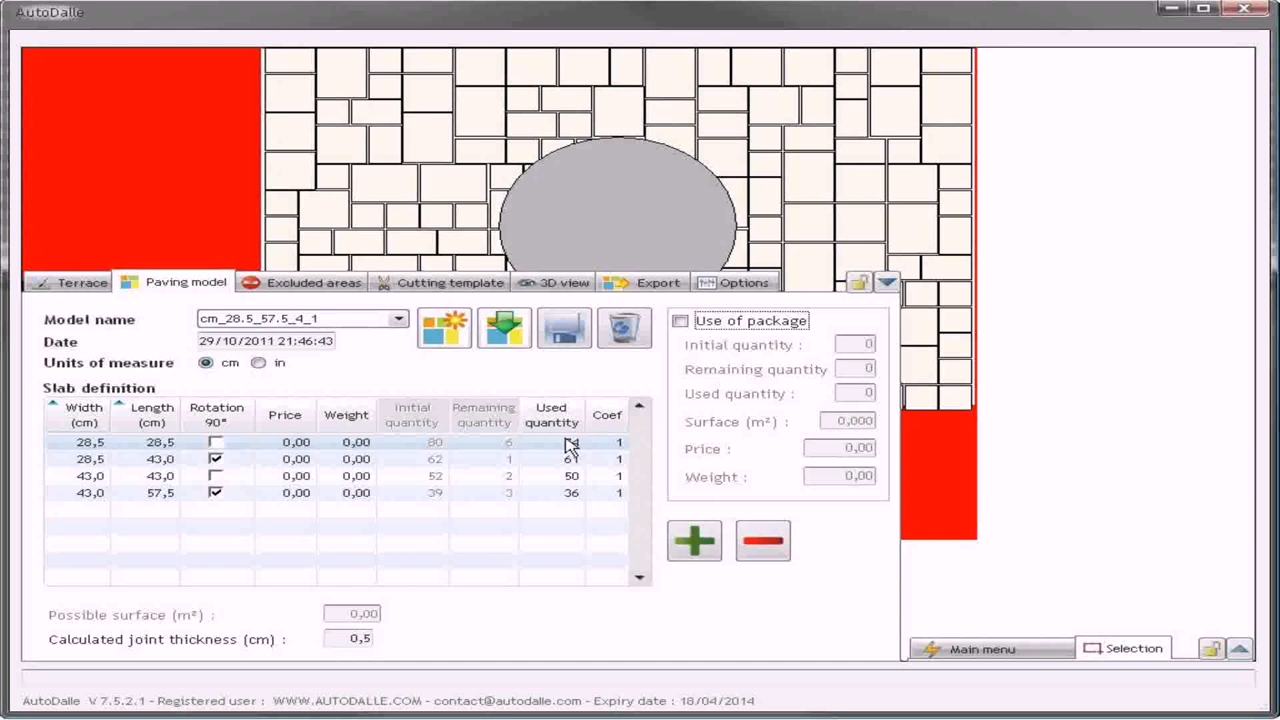 AutoDalle
Terrace Paving model Excluded areas Cutting template 3D view Export Options
Model name cm_28.5_57.5_4_1
Date 29/10/2011 21:46:43
Units of measure cm in
Slab definition
Width (cm) Length (cm) Rotation 90° Price Weight Initial quantity Remaining quantity Used quantity Coef
28,5 28,5 0,00 0,00 80 6 1
28,5 43,0 0,00 0,00 62 1 61 1
43,0 43,0 0,00 0,00 52 2 50 1
43,0 57,5 0,00 0,00 39 3 36 1
Possible surface (m²) : 0,00
Calculated joint thickness (cm) : 0,5
Use of package
Initial quantity : 0
Remaining quantity 0
Used quantity : 0
Surface (m²) : 0,000
Price : 0,00
Weight : 0,00
Main menu Selection
AutoDalle V 7.5.2.1 - Registered user : WWW.AUTODALLE.COM - contact@autodalle.com - Expiry date : 18/04/2014